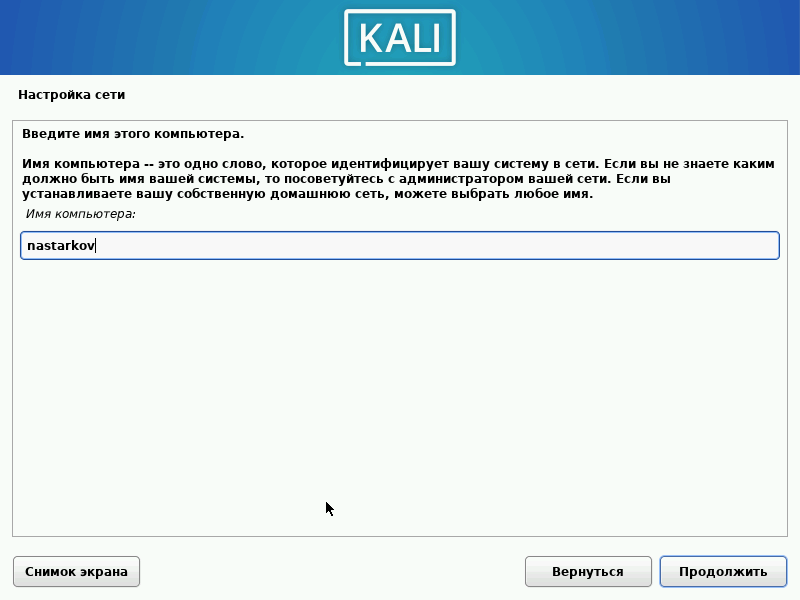 KALI
Настройка сети
Введите имя этого компьютера.
Имя компьютера -- это одно слово, которое идентифицирует вашу систему в сети. Если вы не знаете каким
должно быть имя вашей системы, то посоветуйтесь с администратором вашей сети. Если вы
устанавливаете вашу собственную домашнюю сеть, можете выбрать любое имя.
Имя компьютера:
nastarkov
Снимок экрана
Вернуться
Продолжить